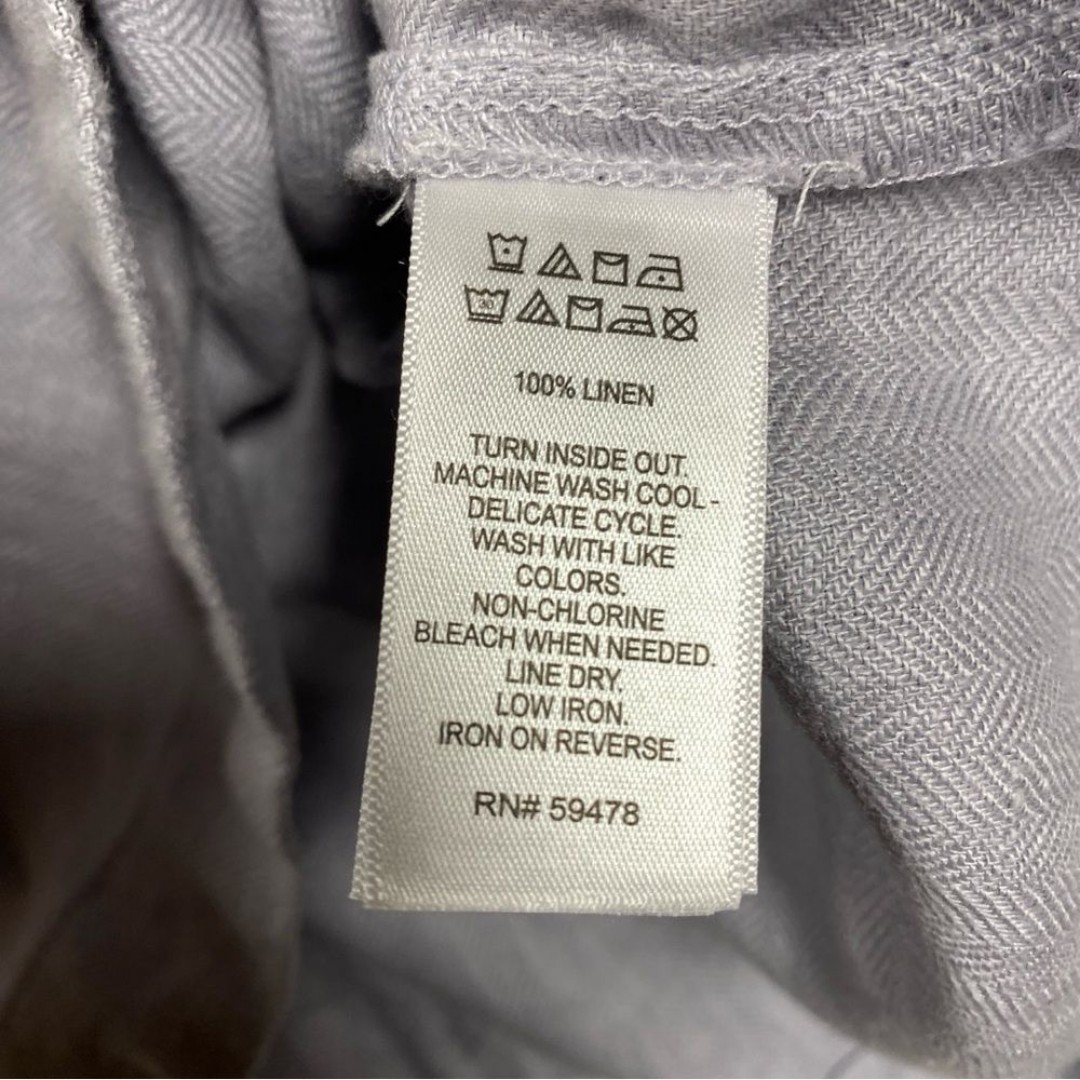 100% LINEN
TURN INSIDE OUT.
MACHINE WASH COOL -
DELICATE CYCLE.
WASH WITH LIKE
COLORS.
NON-CHLORINE
BLEACH WHEN NEEDED.
LINE DRY.
LOW IRON.
IRON ON REVERSE.
RN# 59478